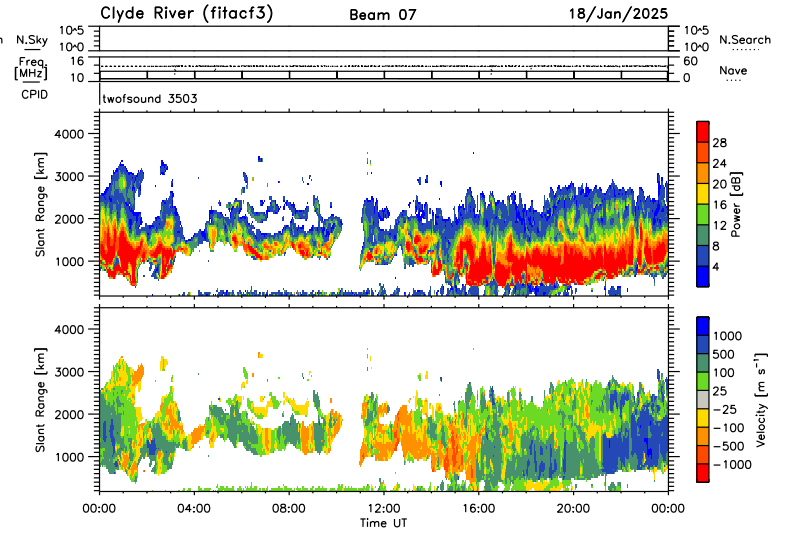 Clyde River (fitacf3) Beam 07 18/Jan/2025
h N.Sky 10^5 10^5 N.Search
10^0 10^0
Freq. 16 60 Nave
[MHz] 10 0
CPID twofsound 3503
4000
3000
2000
1000
Slant Range [km]
28
24
20
16
12
8
4
Power [dB]
4000
3000
2000
1000
Slant Range [km]
1000
500
100
25
−25
−100
−500
−1000
Velocity [m s⁻¹]
00:00 04:00 08:00 12:00 16:00 20:00 00:00
Time UT